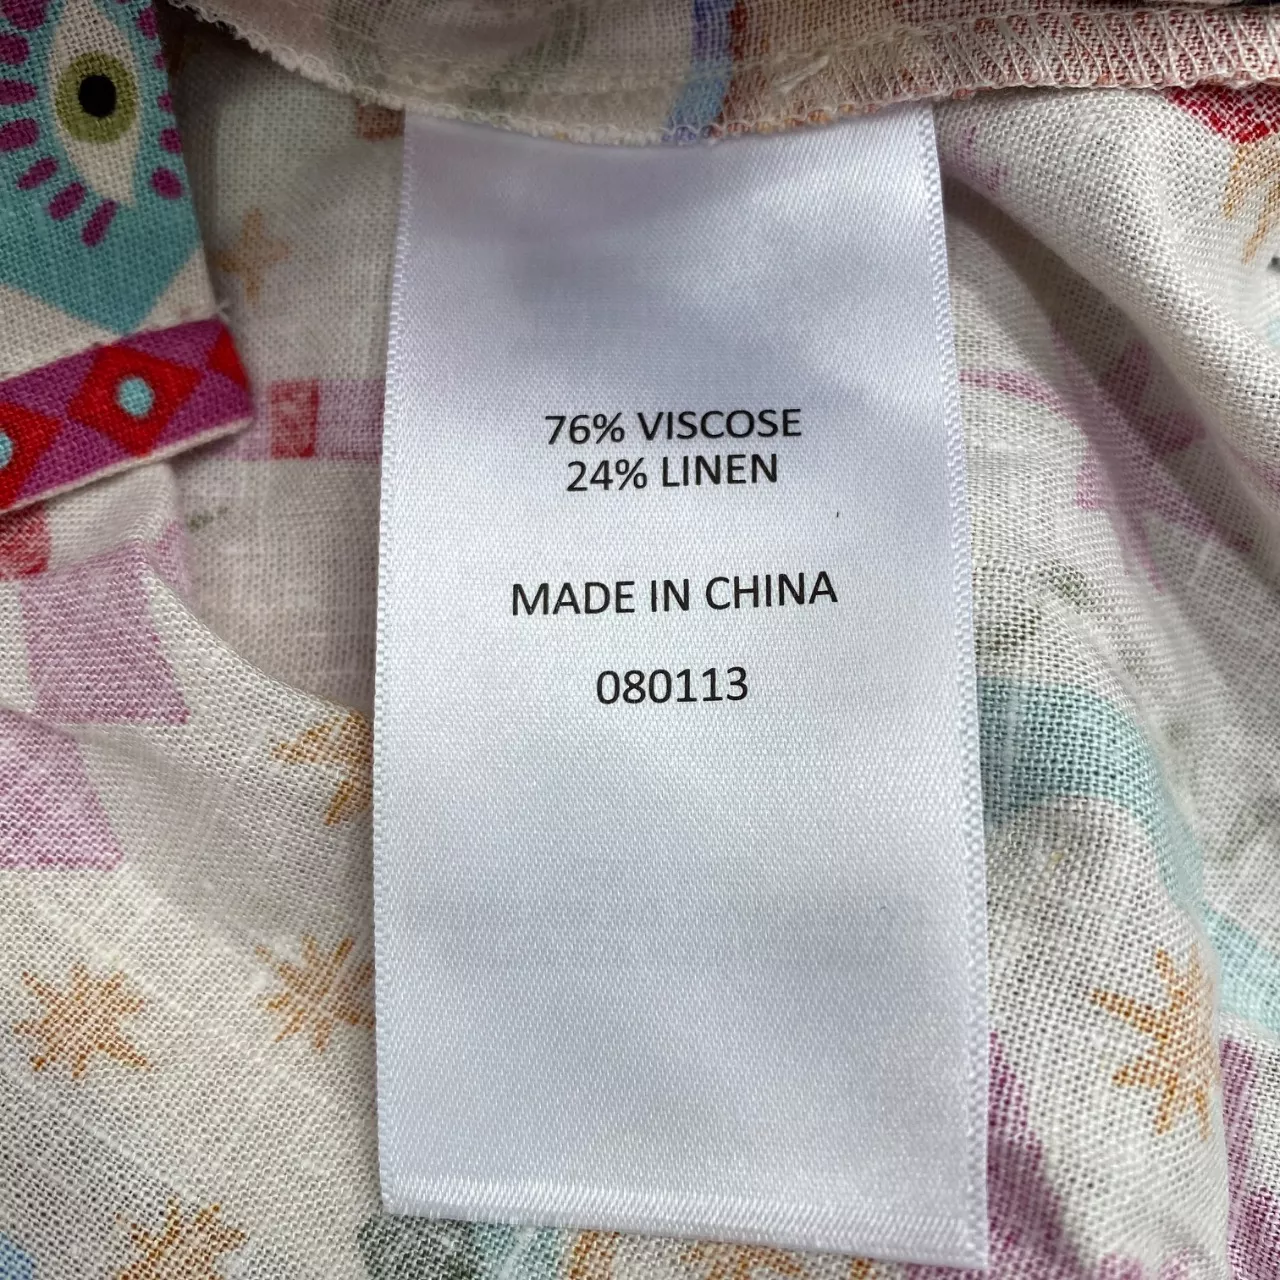 76% VISCOSE
24% LINEN
MADE IN CHINA
080113